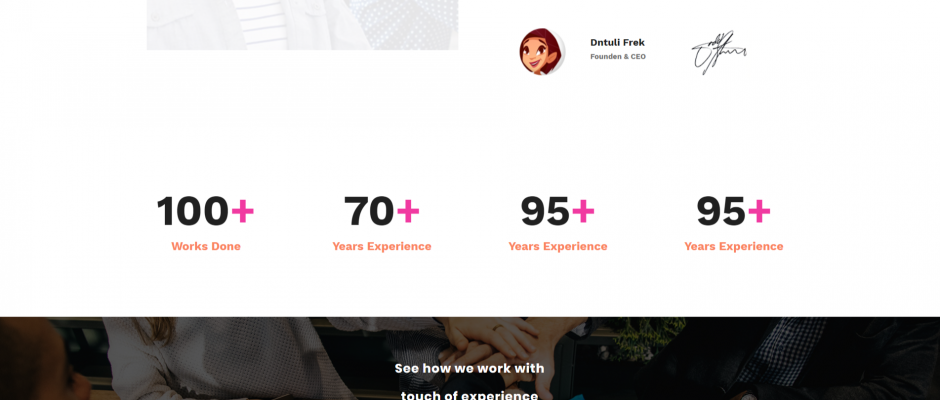 Dntuli Frek
Founden & CEO
100+
70+
95+
95+
Works Done
Years Experience
Years Experience
Years Experience
See how we work with
touch of experience